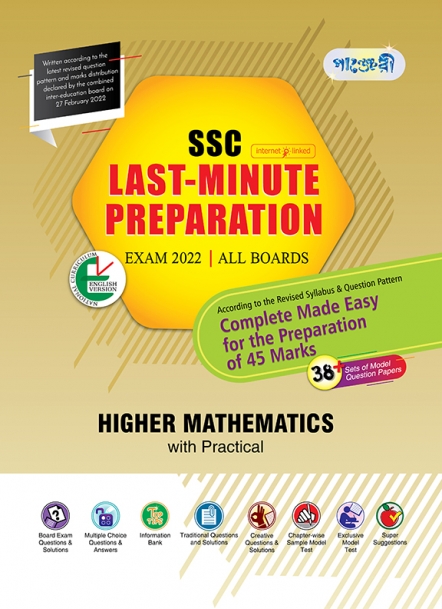 Written according to the
latest revised question
pattern and marks distribution
declared by the combined
inter-education board on
27 February 2022
পাঞ্জেরী
SSC
internet-linked
LAST-MINUTE
PREPARATION
EXAM 2022 | ALL BOARDS
NATIONAL CURRICULUM
ENGLISH
VERSION
According to the Revised Syllabus & Question Pattern
Complete Made Easy
for the Preparation
of 45 Marks
38+
Sets of Model
Question Papers
HIGHER MATHEMATICS
with Practical
Top
TIPS
Board Exam
Questions &
Solutions
Multiple Choice
Questions &
Answers
Information
Bank
Traditional Questions
and Solutions
Creative
Questions &
Solutions
Chapter-wise
Sample Model
Test
Exclusive
Model
Test
Super
Suggestions